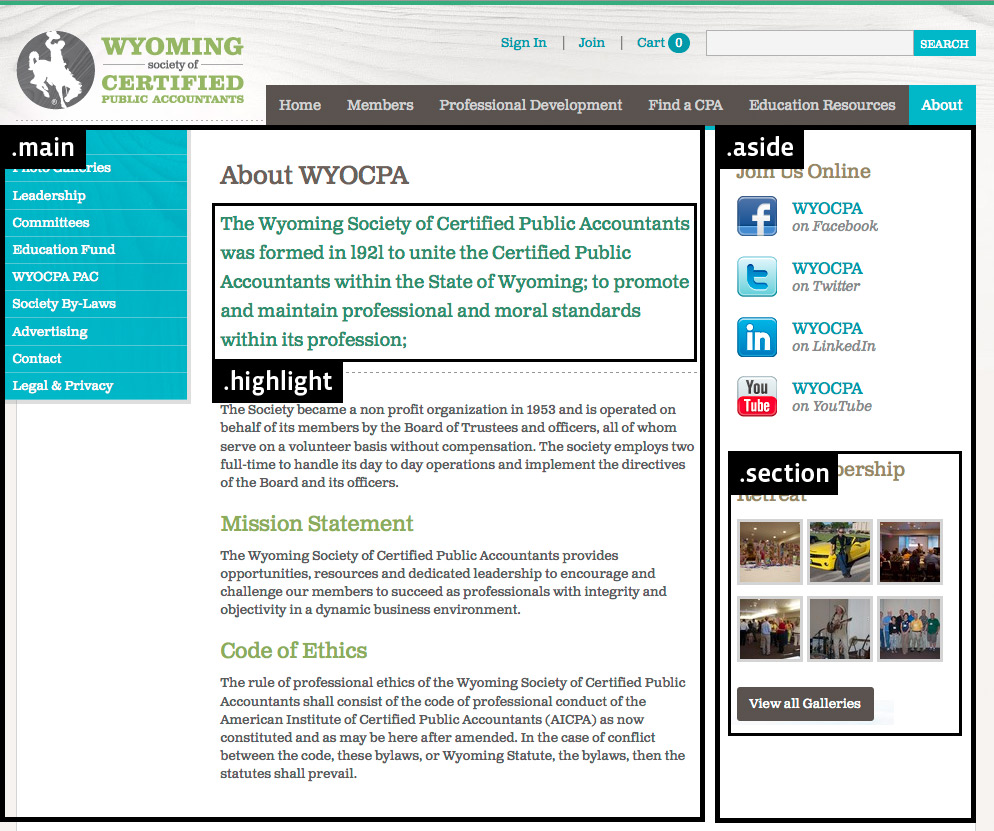 WYOMING
society of
CERTIFIED
PUBLIC ACCOUNTANTS
®
Sign In | Join | Cart 0 SEARCH
Home Members Professional Development Find a CPA Education Resources About
.main
Photo Galleries
Leadership
Committees
Education Fund
WYOCPA PAC
Society By-Laws
Advertising
Contact
Legal & Privacy
About WYOCPA
The Wyoming Society of Certified Public Accountants
was formed in 1921 to unite the Certified Public
Accountants within the State of Wyoming; to promote
and maintain professional and moral standards
within its profession;
.highlight
The Society became a non profit organization in 1953 and is operated on
behalf of its members by the Board of Trustees and officers, all of whom
serve on a volunteer basis without compensation. The society employs two
full-time to handle its day to day operations and implement the directives
of the Board and its officers.
Mission Statement
The Wyoming Society of Certified Public Accountants provides
opportunities, resources and dedicated leadership to encourage and
challenge our members to succeed as professionals with integrity and
objectivity in a dynamic business environment.
Code of Ethics
The rule of professional ethics of the Wyoming Society of Certified Public
Accountants shall consist of the code of professional conduct of the
American Institute of Certified Public Accountants (AICPA) as now
constituted and as may be here after amended. In the case of conflict
between the code, these bylaws, or Wyoming Statute, the bylaws, then the
statutes shall prevail.
.aside
Join Us Online
f
WYOCPA
on Facebook
t
WYOCPA
on Twitter
in
WYOCPA
on LinkedIn
You
Tube
WYOCPA
on YouTube
.section
bership
Retreat
View all Galleries